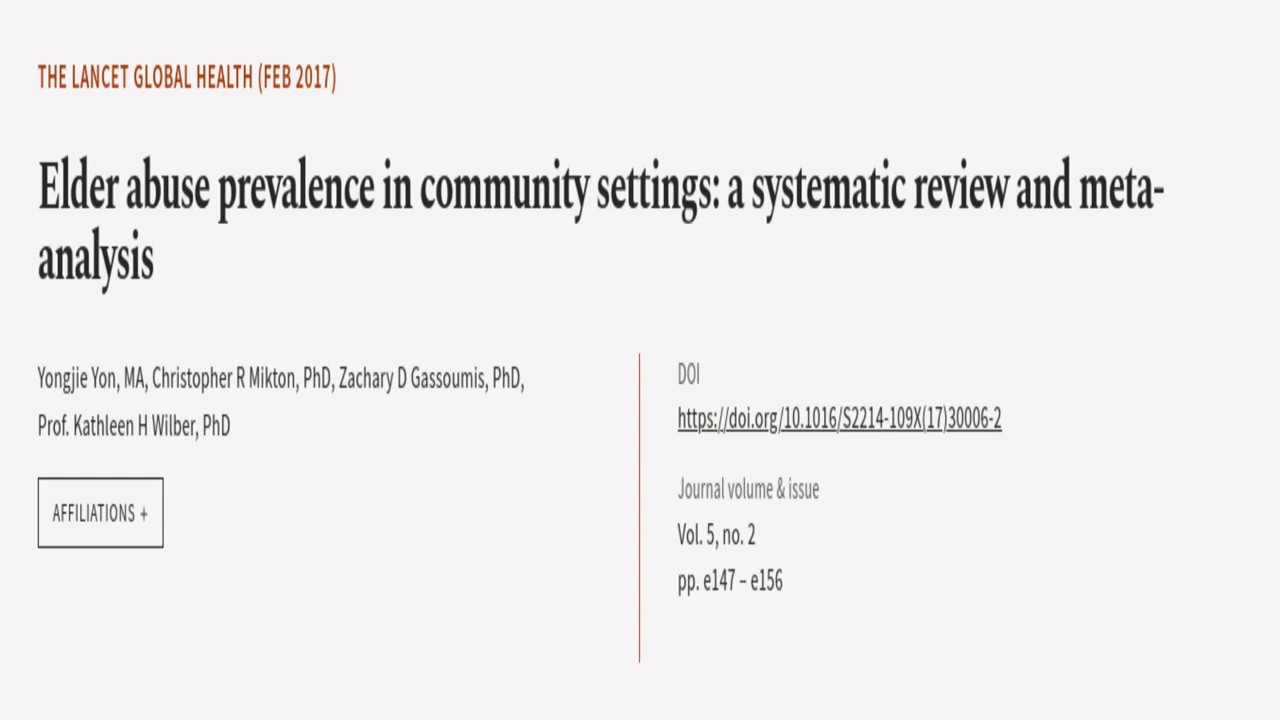 THE LANCET GLOBAL HEALTH (FEB 2017)
Elder abuse prevalence in community settings: a systematic review and meta-
analysis
Yongjie Yon, MA, Christopher R Mikton, PhD, Zachary D Gassoumis, PhD,
Prof. Kathleen H Wilber, PhD
AFFILIATIONS +
DOI
https://doi.org/10.1016/S2214-109X(17)30006-2
Journal volume & issue
Vol. 5, no. 2
pp. e147 – e156